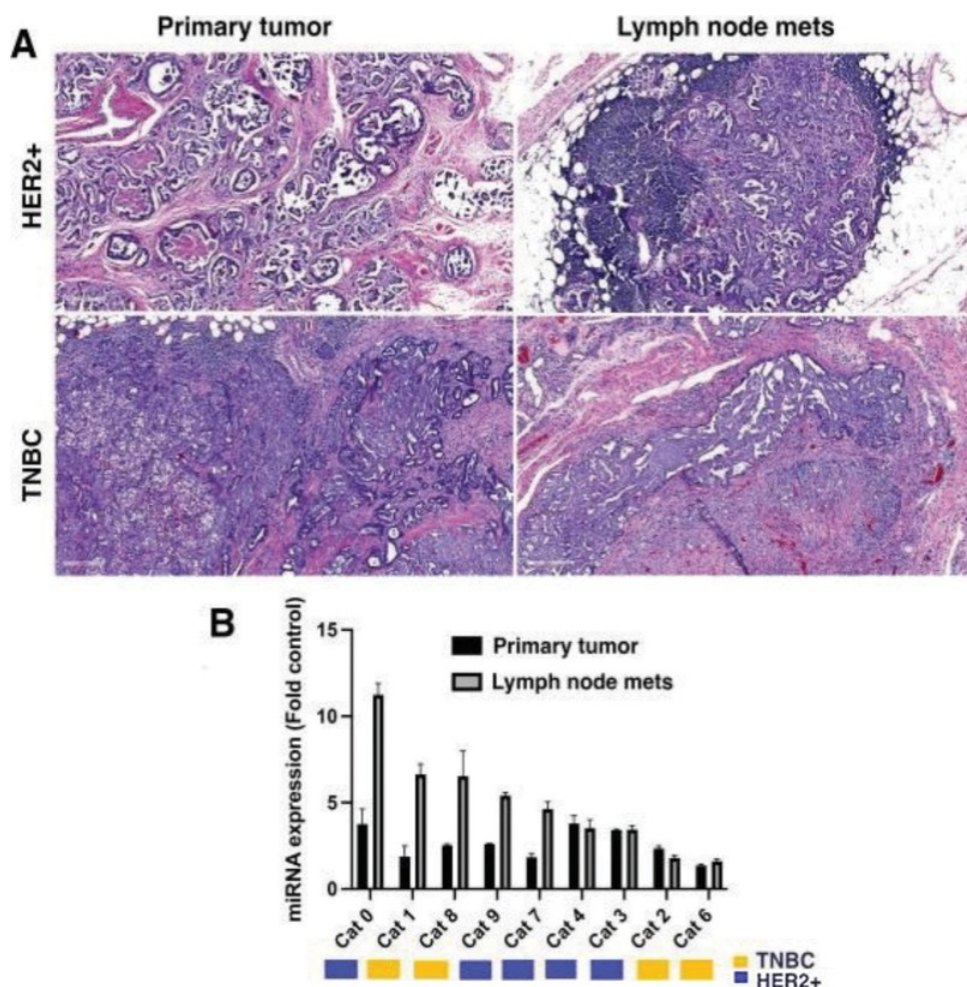 A
Primary tumor
Lymph node mets
HER2+
TNBC
B
miRNA expression (Fold control)
15
10
5
0
Primary tumor
Lymph node mets
Cat 0
Cat 1
Cat 8
Cat 9
Cat 7
Cat 4
Cat 3
Cat 2
Cat 6
TNBC
HER2+